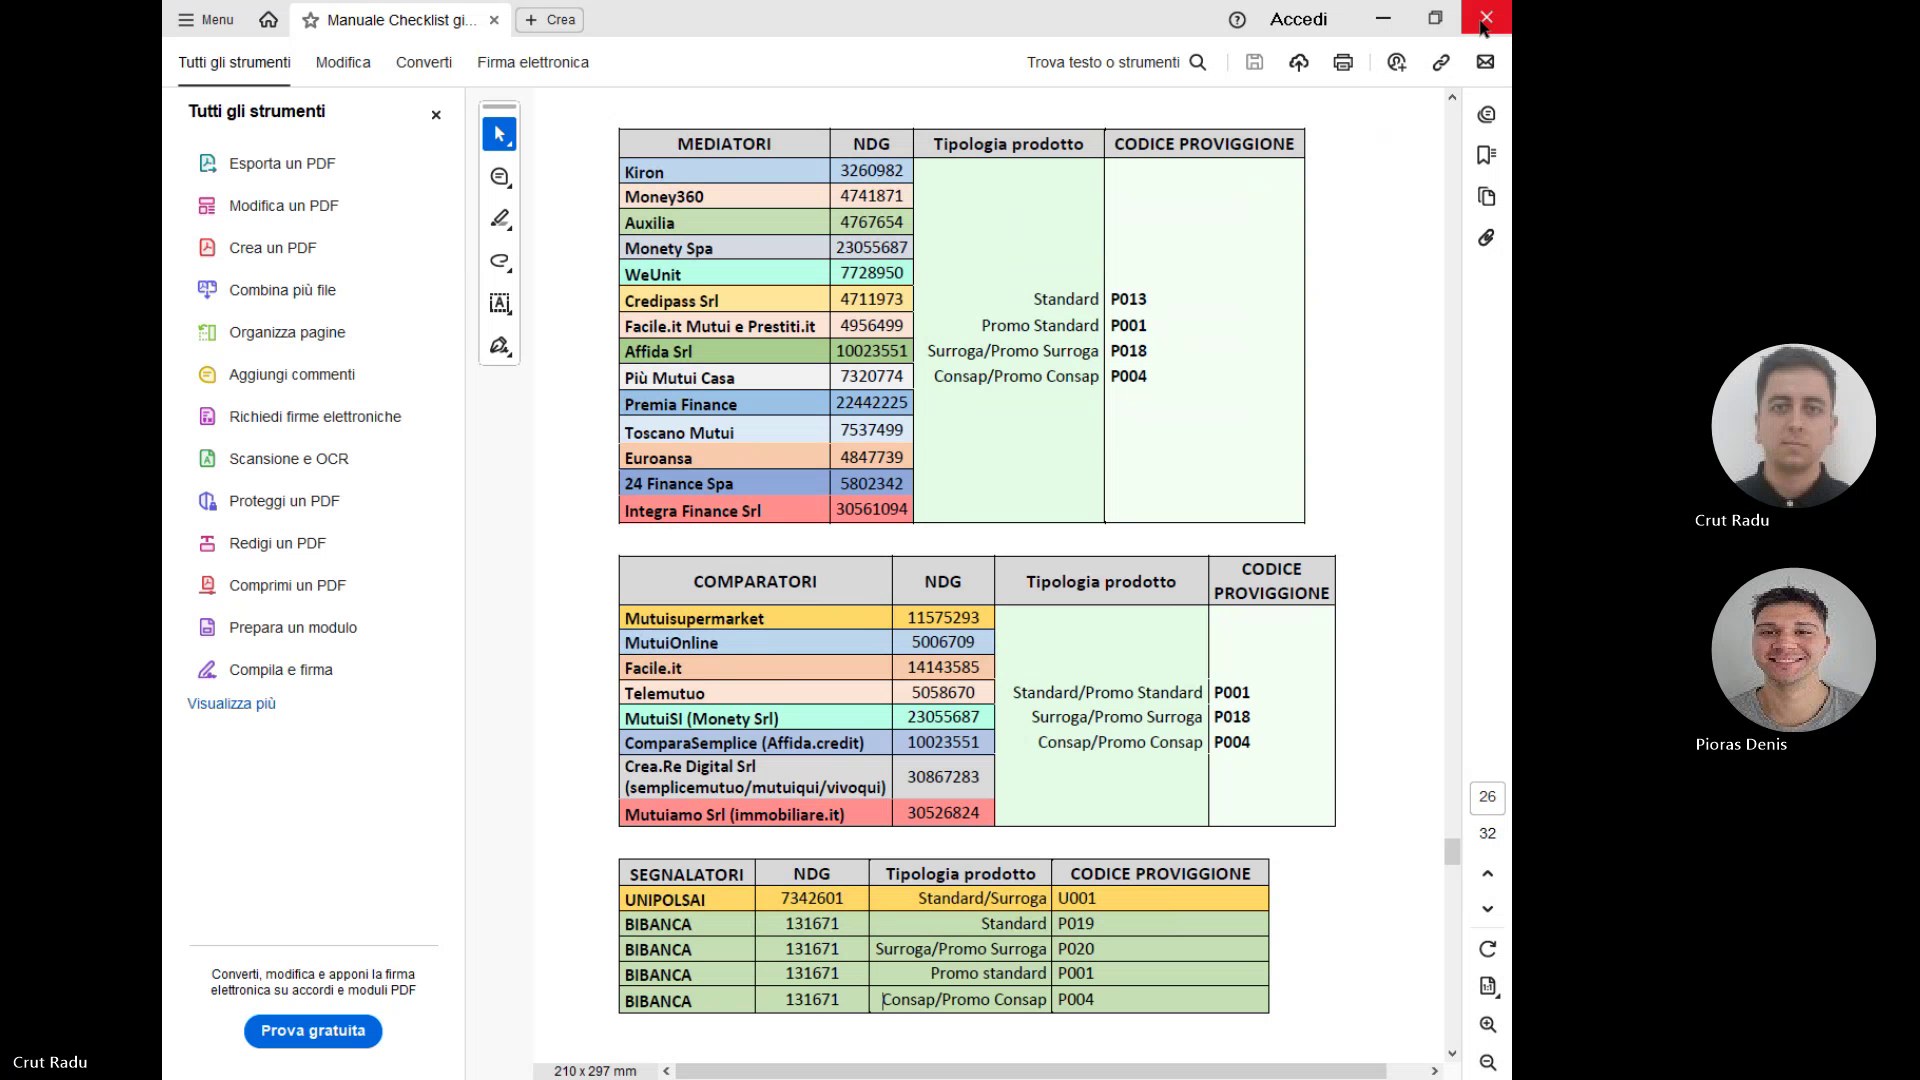 Menu
Manuale Checklist gi...
Crea
Accedi
Tutti gli strumenti
Modifica
Converti
Firma elettronica
Trova testo o strumenti
Tutti gli strumenti
Esporta un PDF
Modifica un PDF
Crea un PDF
Combina più file
Organizza pagine
Aggiungi commenti
Richiedi firme elettroniche
Scansione e OCR
Proteggi un PDF
Redigi un PDF
Comprimi un PDF
Prepara un modulo
Compila e firma
Visualizza più
Converti, modifica e apponi la firma
elettronica su accordi e moduli PDF
Prova gratuita
MEDIATORI NDG Tipologia prodotto CODICE PROVIGGIONE
Kiron 3260982
Money360 4741871
Auxilia 4767654
Monety Spa 23055687
WeUnit 7728950
Credipass Srl 4711973 Standard P013
Facile.it Mutui e Prestiti.it 4956499 Promo Standard P001
Affida Srl 10023551 Surroga/Promo Surroga P018
Più Mutui Casa 7320774 Consap/Promo Consap P004
Premia Finance 22442225
Toscano Mutui 7537499
Euroansa 4847739
24 Finance Spa 5802342
Integra Finance Srl 30561094
COMPARATORI NDG Tipologia prodotto CODICE
PROVIGGIONE
Mutuisupermarket 11575293
MutuiOnline 5006709
Facile.it 14143585
Telemutuo 5058670 Standard/Promo Standard P001
MutuiSI (Monety Srl) 23055687 Surroga/Promo Surroga P018
ComparaSemplice (Affida.credit) 10023551 Consap/Promo Consap P004
Crea.Re Digital Srl
(semplicemutuo/mutuiqui/vivoqui) 30867283
Mutuiamo Srl (immobiliare.it) 30526824
SEGNALATORI NDG Tipologia prodotto CODICE PROVIGGIONE
UNIPOLSAI 7342601 Standard/Surroga U001
BIBANCA 131671 Standard P019
BIBANCA 131671 Surroga/Promo Surroga P020
BIBANCA 131671 Promo standard P001
BIBANCA 131671 Consap/Promo Consap P004
210 x 297 mm
26
32
Crut Radu
Pioras Denis
Crut Radu